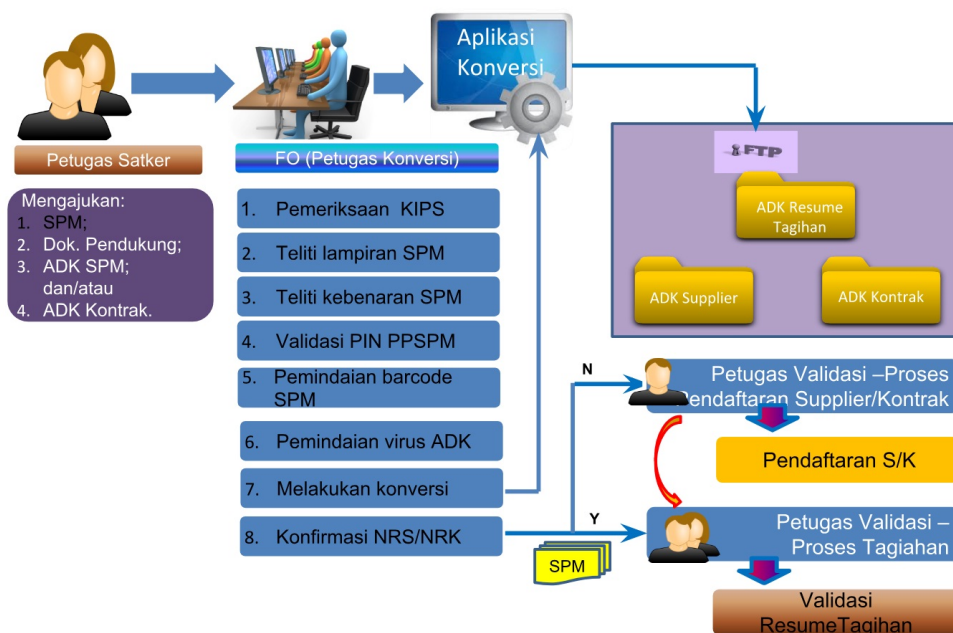 Aplikasi
Konversi
Petugas Satker
FO (Petugas Konversi)
FTP
ADK Resume
Tagihan
ADK Supplier
ADK Kontrak
Mengajukan:
1. SPM;
2. Dok. Pendukung;
3. ADK SPM;
dan/atau
4. ADK Kontrak.
1. Pemeriksaan KIPS
2. Teliti lampiran SPM
3. Teliti kebenaran SPM
4. Validasi PIN PPSPM
5. Pemindaian barcode
SPM
6. Pemindaian virus ADK
7. Melakukan konversi
8. Konfirmasi NRS/NRK
N
Petugas Validasi –Proses
Pendaftaran Supplier/Kontrak
Pendaftaran S/K
Y
SPM
Petugas Validasi –
Proses Tagiahan
Validasi
ResumeTagihan